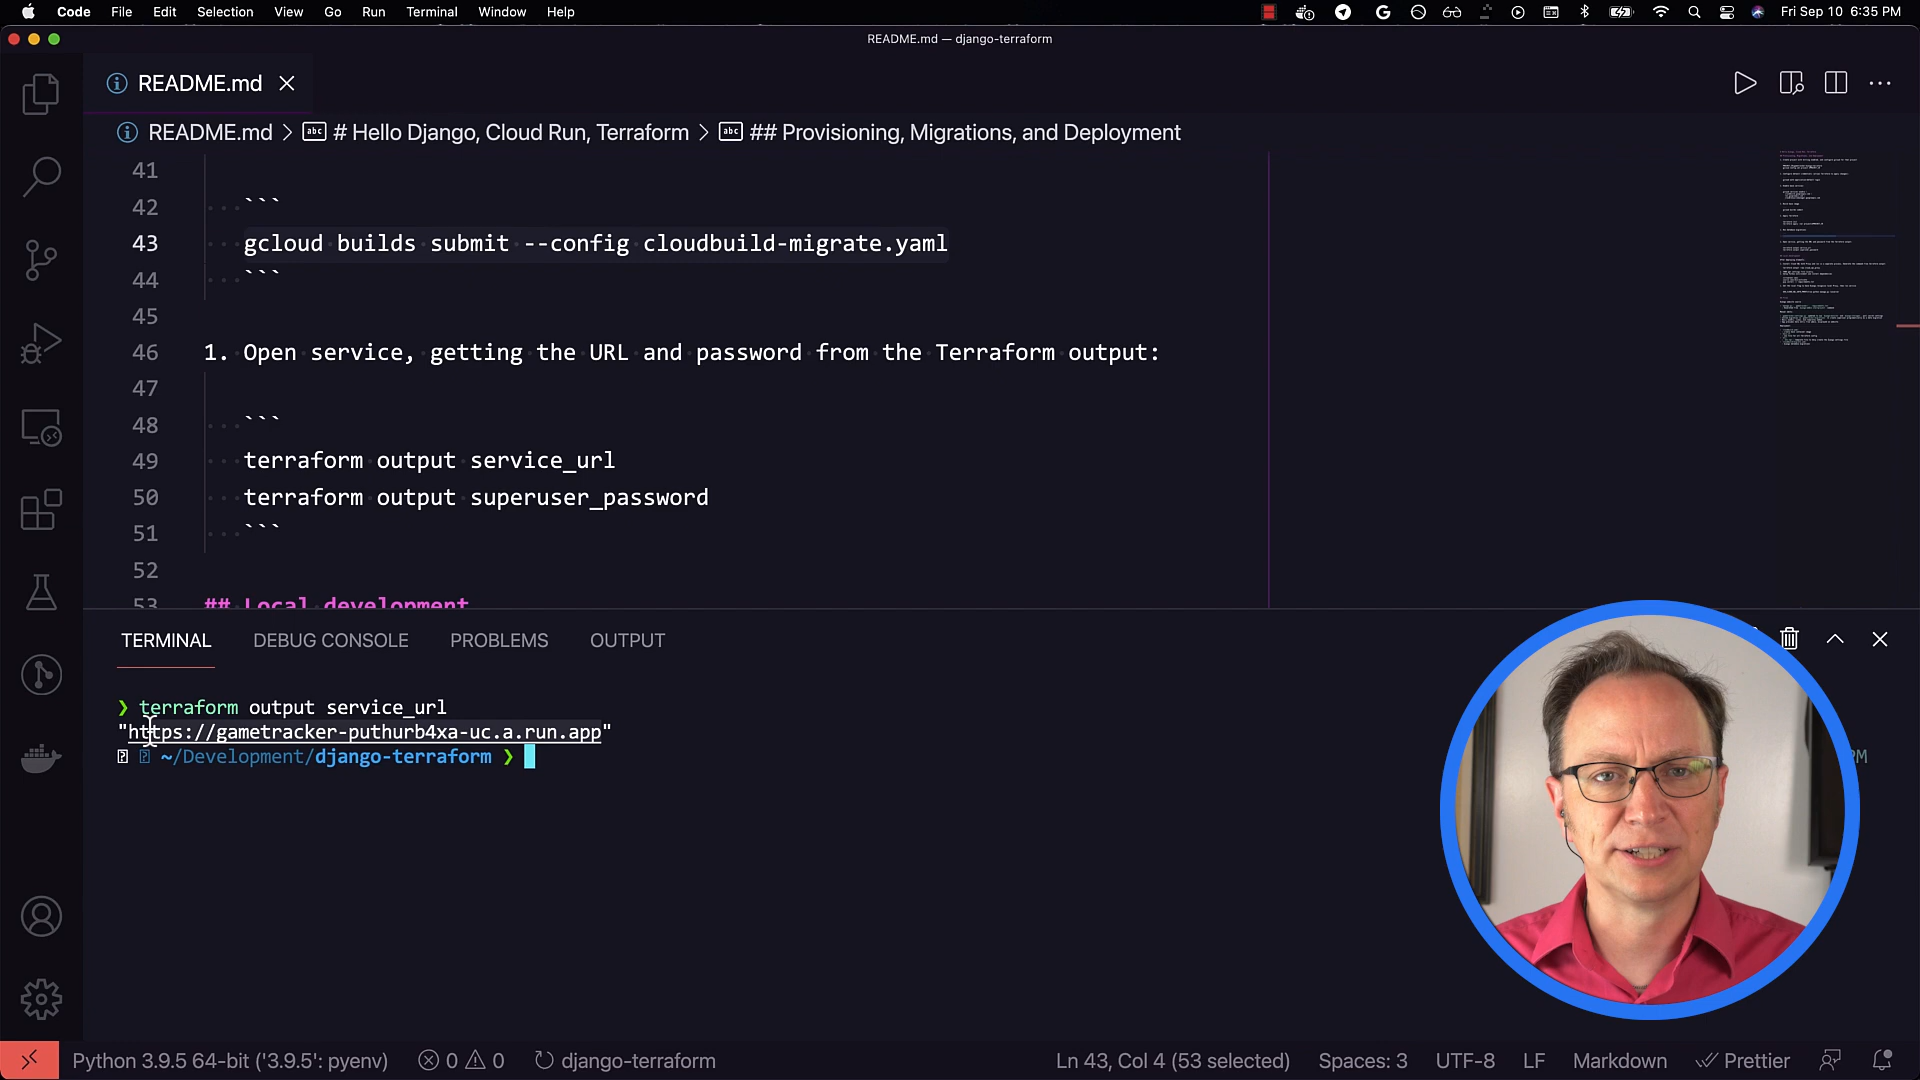 Code File Edit Selection View Go Run Terminal Window Help Fri Sep 10 6:35 PM
README.md — django-terraform
README.md
README.md > # Hello Django, Cloud Run, Terraform > ## Provisioning, Migrations, and Deployment
41
42 ```
43 gcloud builds submit --config cloudbuild-migrate.yaml
44 ```
45
46 1. Open service, getting the URL and password from the Terraform output:
47
48 ```
49 terraform output service_url
50 terraform output superuser_password
51 ```
52
53 ## Local development
TERMINAL DEBUG CONSOLE PROBLEMS OUTPUT
❯ terraform output service_url
"https://gametracker-puthurb4xa-uc.a.run.app"
~/Development/django-terraform ❯
Python 3.9.5 64-bit ('3.9.5': pyenv) 0 0 django-terraform Ln 43, Col 4 (53 selected) Spaces: 3 UTF-8 LF Markdown Prettier